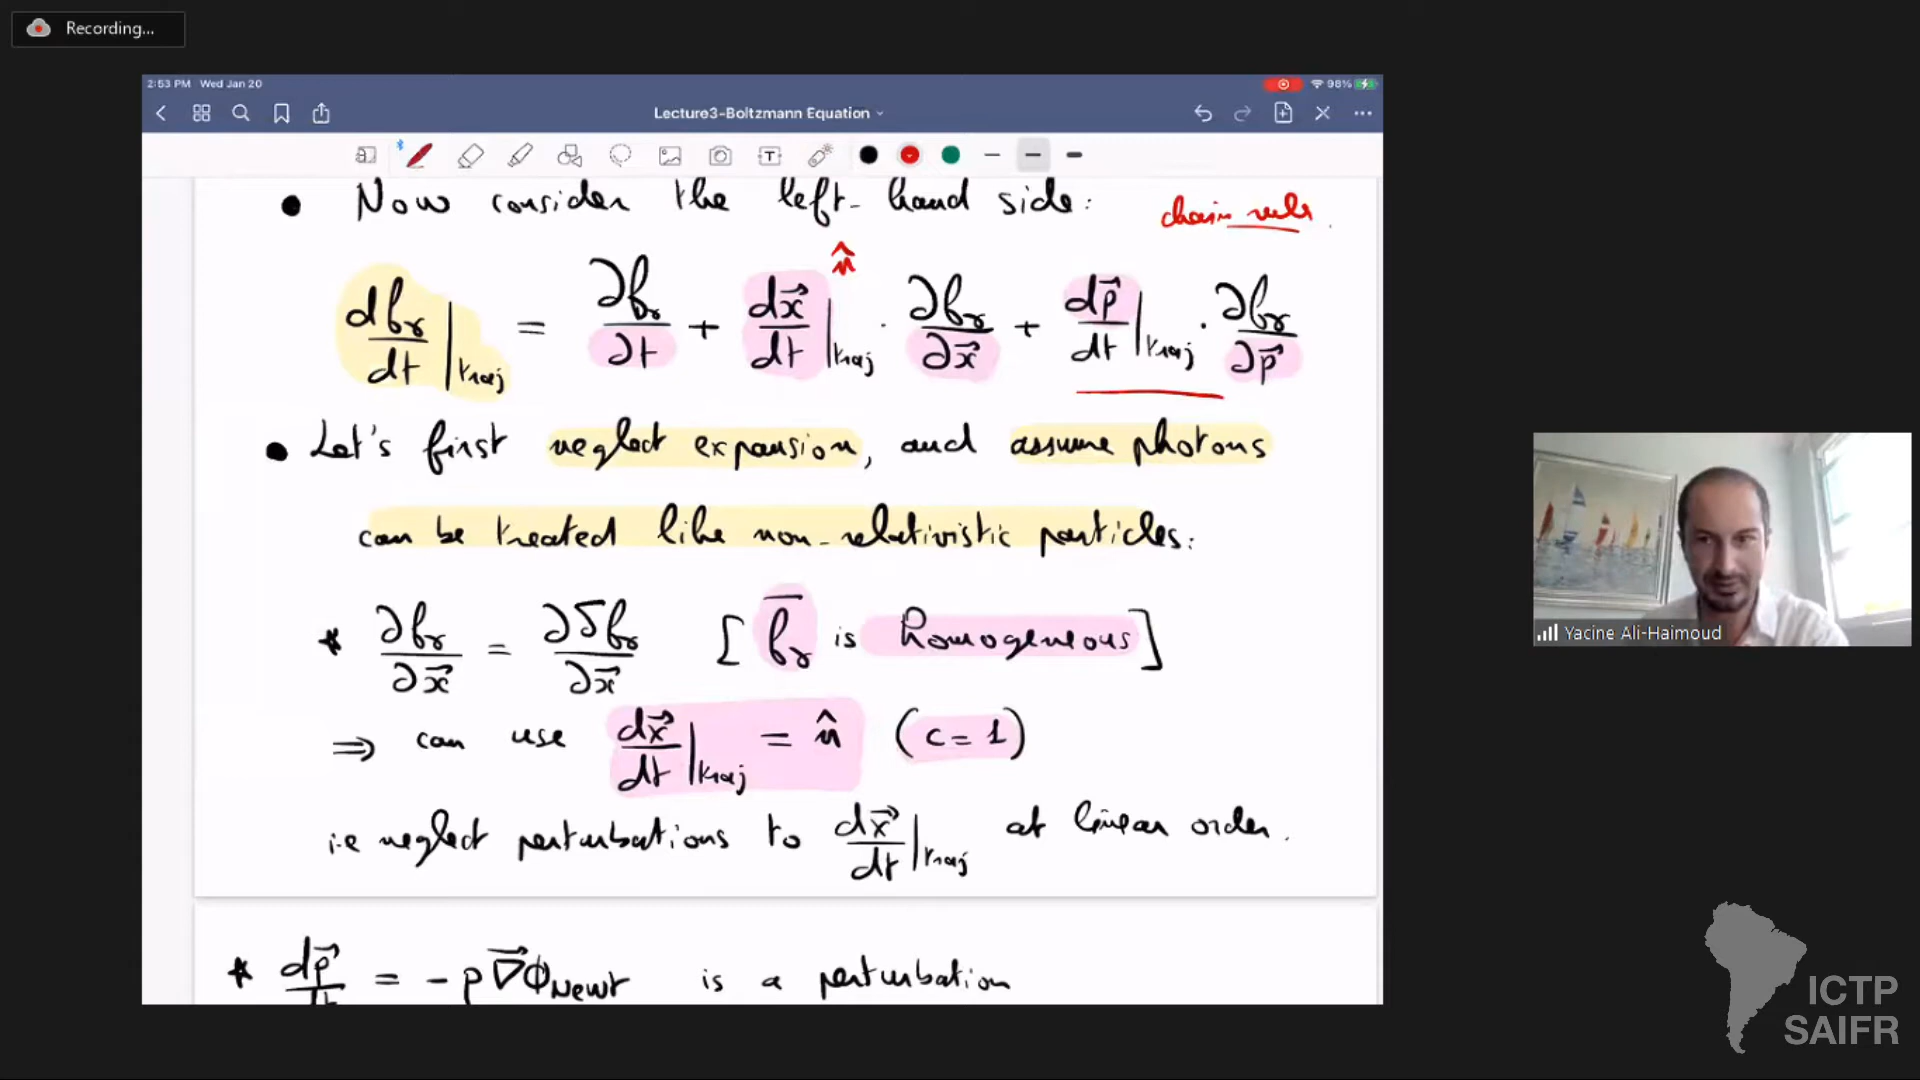 Recording...
2:53 PM Wed Jan 20
98%
Lecture3-Boltzmann Equation
• Now consider the left-hand side: chain rule.
n̂
df_γ/dt |_traj = ∂f_γ/∂t + dx⃗/dt |_traj · ∂f_γ/∂x⃗ + dp⃗/dt |_traj · ∂f_γ/∂p⃗
• Let's first neglect expansion, and assume photons
can be treated like non-relativistic particles:
* ∂f_γ/∂x⃗ = ∂δf_γ/∂x⃗ [ f̄_γ is homogeneous ]
⇒ can use dx⃗/dt |_traj = n̂ (c=1)
i.e neglect perturbations to dx⃗/dt |_traj at linear order.
* dp⃗/dt = -p ∇⃗ϕ_Newt is a perturbation
Yacine Ali-Haimoud
ICTP
SAIFR